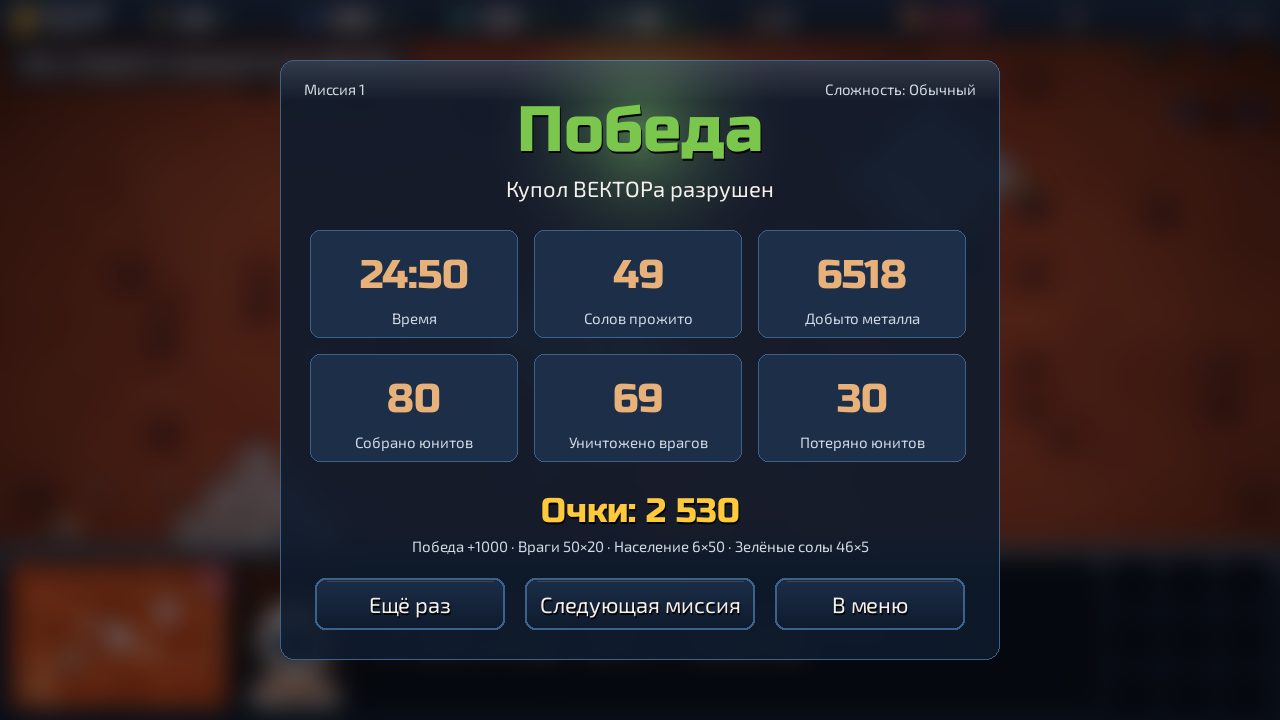 Миссия 1
Сложность: Обычный
Победа
Купол ВЕКТОРа разрушен
24:50
Время
49
Солов прожито
6518
Добыто металла
80
Собрано юнитов
69
Уничтожено врагов
30
Потеряно юнитов
Очки: 2 530
Победа +1000 · Враги 50×20 · Население 6×50 · Зелёные солы 46×5
Ещё раз
Следующая миссия
В меню